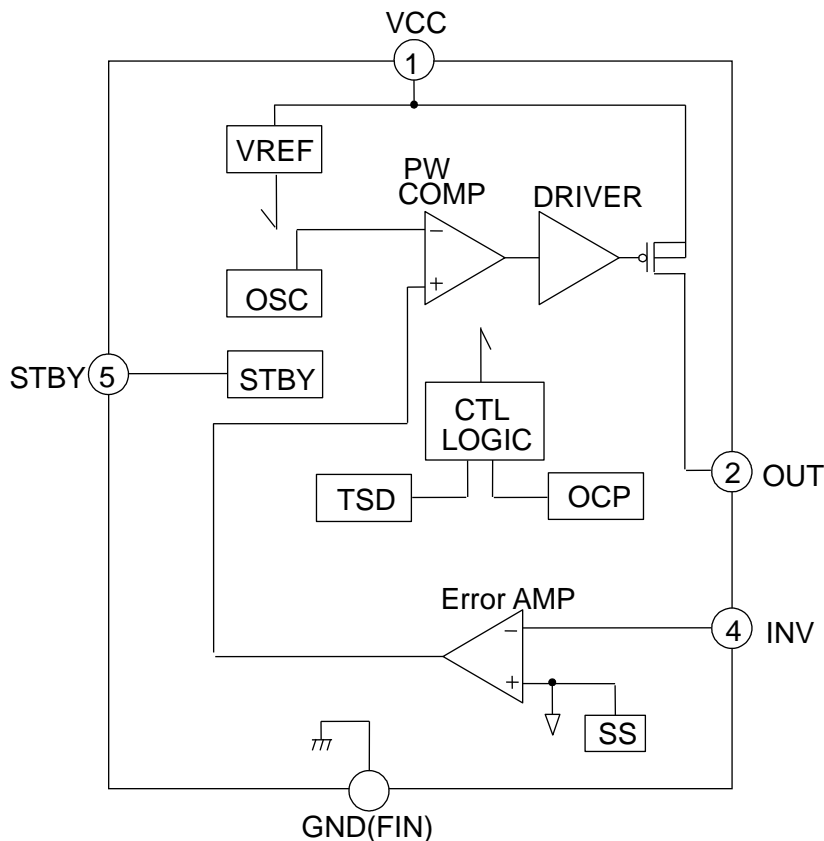 VCC
1
VREF
PW
COMP
DRIVER
−
+
OSC
STBY
5
STBY
CTL
LOGIC
TSD
OCP
2
OUT
Error AMP
−
+
4
INV
SS
GND(FIN)